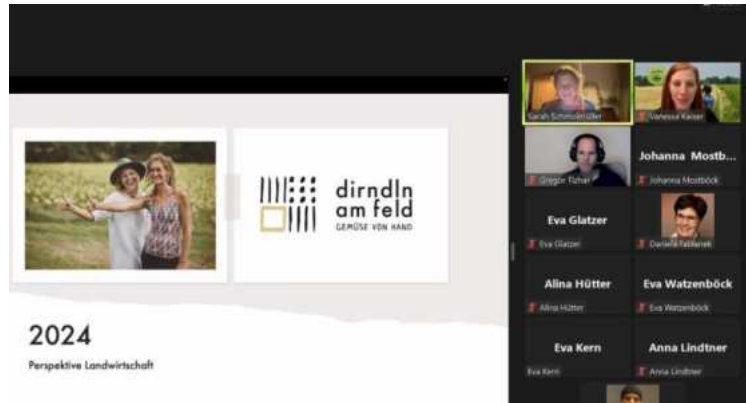 dirndln
am feld
GEMÜSE VON HAND
2024
Perspektive Landwirtschaft
Sarah Schmolmüller
Vanessa Kaiser
Gregor Tizhar
Johanna Mostb...
Johanna Mostböck
Eva Glatzer
Eva Glatzer
Daniela Fabianek
Alina Hütter
Alina Hütter
Eva Watzenböck
Eva Watzenböck
Eva Kern
Eva Kern
Anna Lindtner
Anna Lindtner